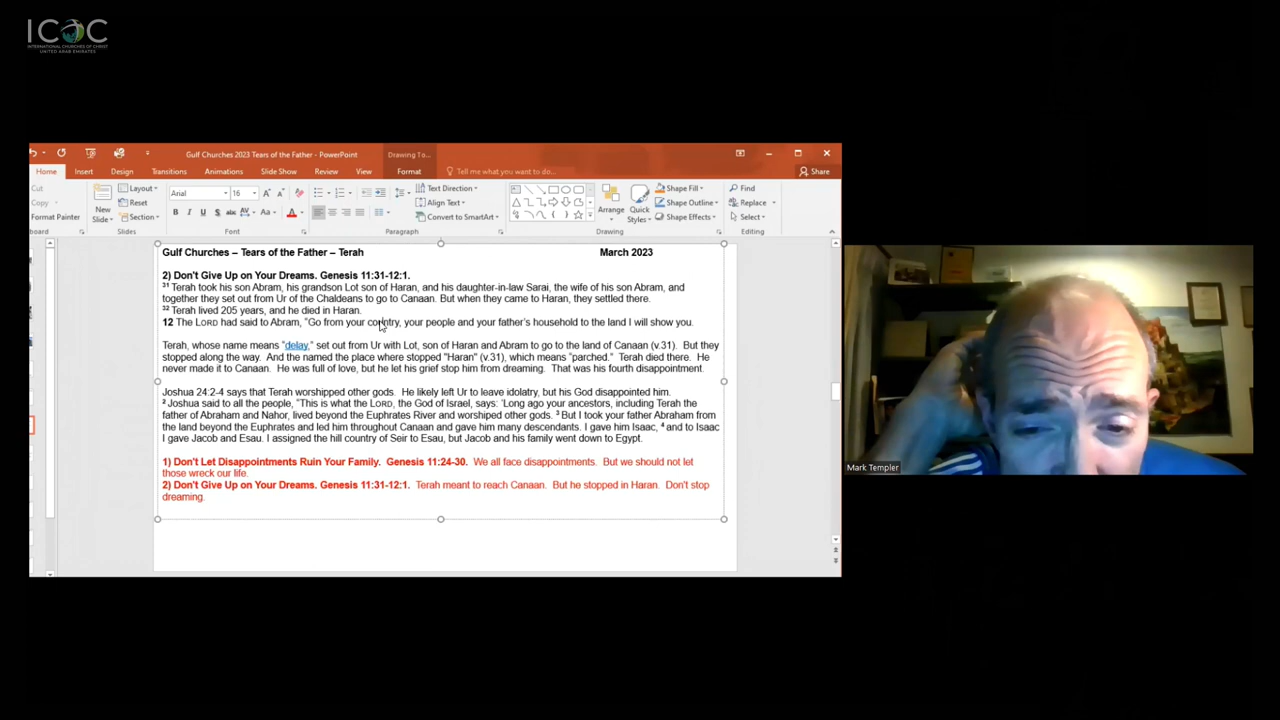 ICOC
INTERNATIONAL CHURCHES OF CHRIST
UNITED ARAB EMIRATES
Gulf Churches 2023 Tears of the Father - PowerPoint
Drawing To...
Home Insert Design Transitions Animations Slide Show Review View Format Tell me what you want to do... Share
Cut
Copy
Format Painter
board
New
Slide
Layout
Reset
Section
Slides
Arial 16
B I U S abc AV Aa A
Font
Text Direction
Align Text
Convert to SmartArt
Paragraph
Arrange
Quick
Styles
Shape Fill
Shape Outline
Shape Effects
Drawing
Find
Replace
Select
Editing
Gulf Churches – Tears of the Father – Terah March 2023
2) Don't Give Up on Your Dreams. Genesis 11:31-12:1.
31 Terah took his son Abram, his grandson Lot son of Haran, and his daughter-in-law Sarai, the wife of his son Abram, and
together they set out from Ur of the Chaldeans to go to Canaan. But when they came to Haran, they settled there.
32 Terah lived 205 years, and he died in Haran.
12 The LORD had said to Abram, "Go from your country, your people and your father's household to the land I will show you.
Terah, whose name means "delay," set out from Ur with Lot, son of Haran and Abram to go to the land of Canaan (v.31). But they
stopped along the way. And the named the place where stopped "Haran" (v.31), which means "parched." Terah died there. He
never made it to Canaan. He was full of love, but he let his grief stop him from dreaming. That was his fourth disappointment.
Joshua 24:2-4 says that Terah worshipped other gods. He likely left Ur to leave idolatry, but his God disappointed him.
2 Joshua said to all the people, "This is what the LORD, the God of Israel, says: 'Long ago your ancestors, including Terah the
father of Abraham and Nahor, lived beyond the Euphrates River and worshiped other gods. 3 But I took your father Abraham from
the land beyond the Euphrates and led him throughout Canaan and gave him many descendants. I gave him Isaac, 4 and to Isaac
I gave Jacob and Esau. I assigned the hill country of Seir to Esau, but Jacob and his family went down to Egypt.
1) Don't Let Disappointments Ruin Your Family. Genesis 11:24-30. We all face disappointments. But we should not let
those wreck our life.
2) Don't Give Up on Your Dreams. Genesis 11:31-12:1. Terah meant to reach Canaan. But he stopped in Haran. Don't stop
dreaming.
Mark Templer